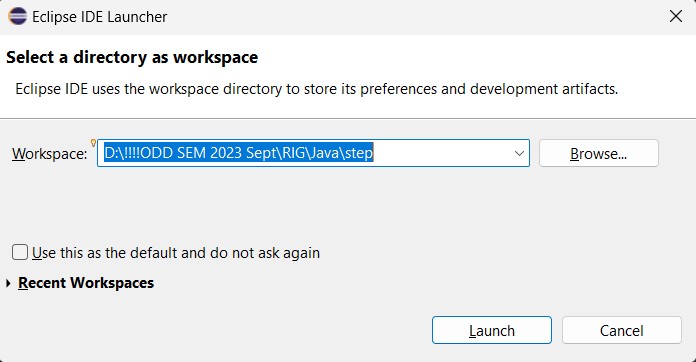 Eclipse IDE Launcher
Select a directory as workspace
Eclipse IDE uses the workspace directory to store its preferences and development artifacts.
Workspace: D:\!!!!ODD SEM 2023 Sept\RIG\Java\step Browse...
Use this as the default and do not ask again
Recent Workspaces
Launch Cancel